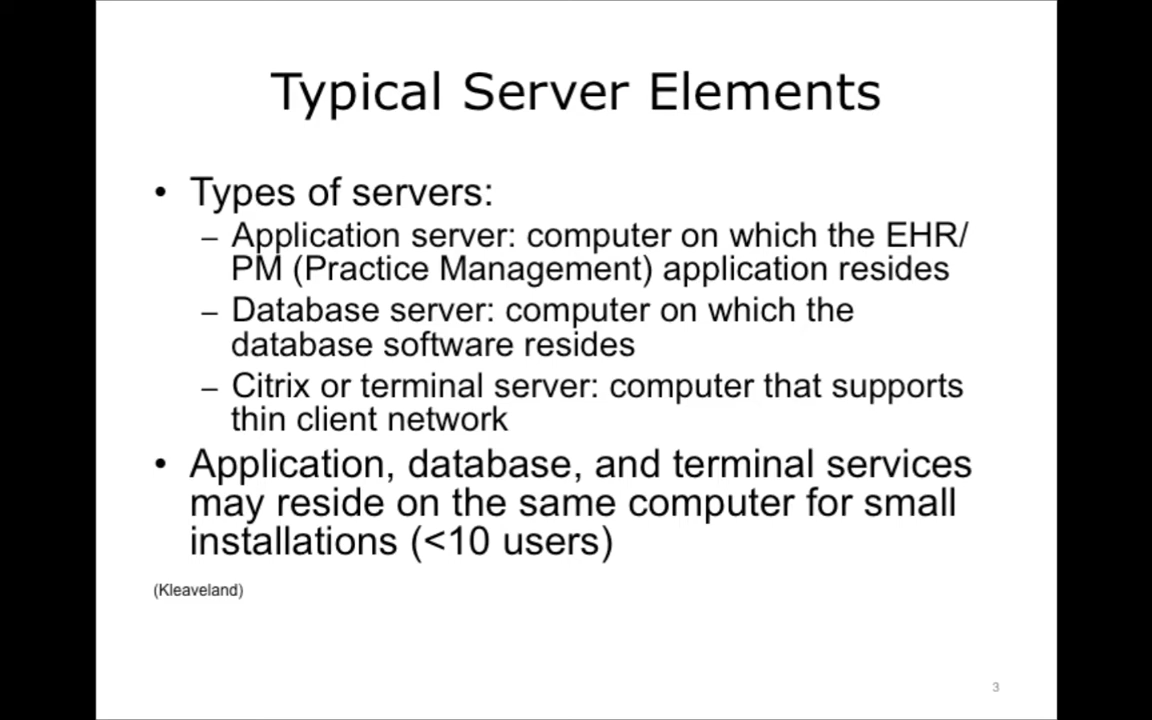 Typical Server Elements
• Types of servers:
– Application server: computer on which the EHR/
PM (Practice Management) application resides
– Database server: computer on which the
database software resides
– Citrix or terminal server: computer that supports
thin client network
• Application, database, and terminal services
may reside on the same computer for small
installations (<10 users)
(Kleaveland)
3